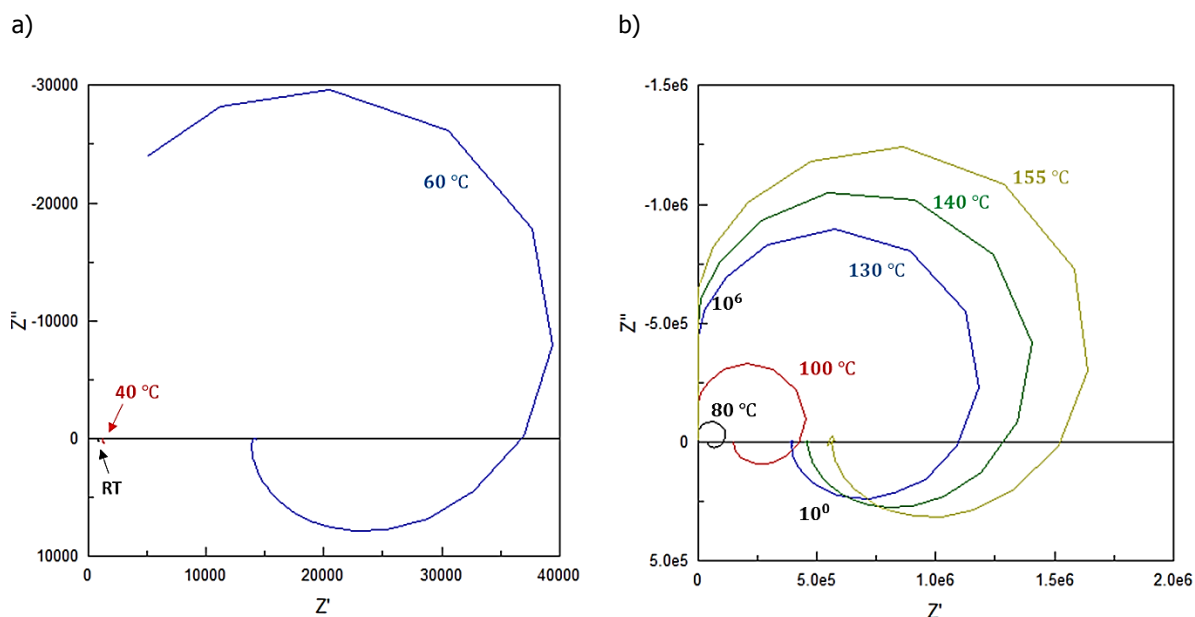 a)
-30000
-20000
-10000
0
10000
Z''
0
10000
20000
30000
40000
Z'
60 °C
40 °C
RT
b)
-1.5e6
-1.0e6
-5.0e5
0
5.0e5
Z''
0
5.0e5
1.0e6
1.5e6
2.0e6
Z'
155 °C
140 °C
130 °C
10⁶
100 °C
80 °C
10⁰